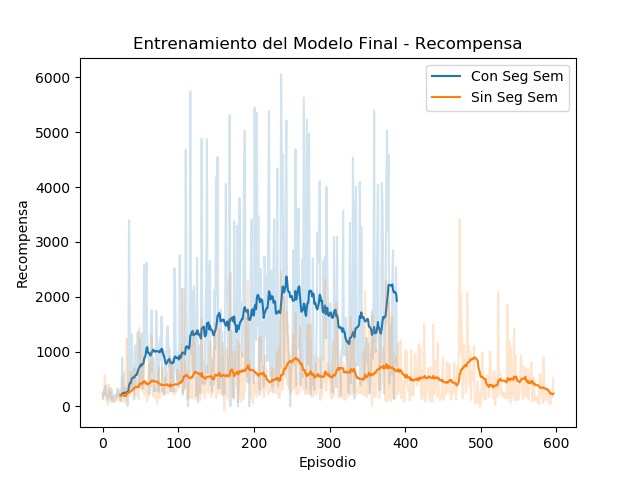 Entrenamiento del Modelo Final - Recompensa
Con Seg Sem
Sin Seg Sem
Recompensa
6000
5000
4000
3000
2000
1000
0
0 100 200 300 400 500 600
Episodio